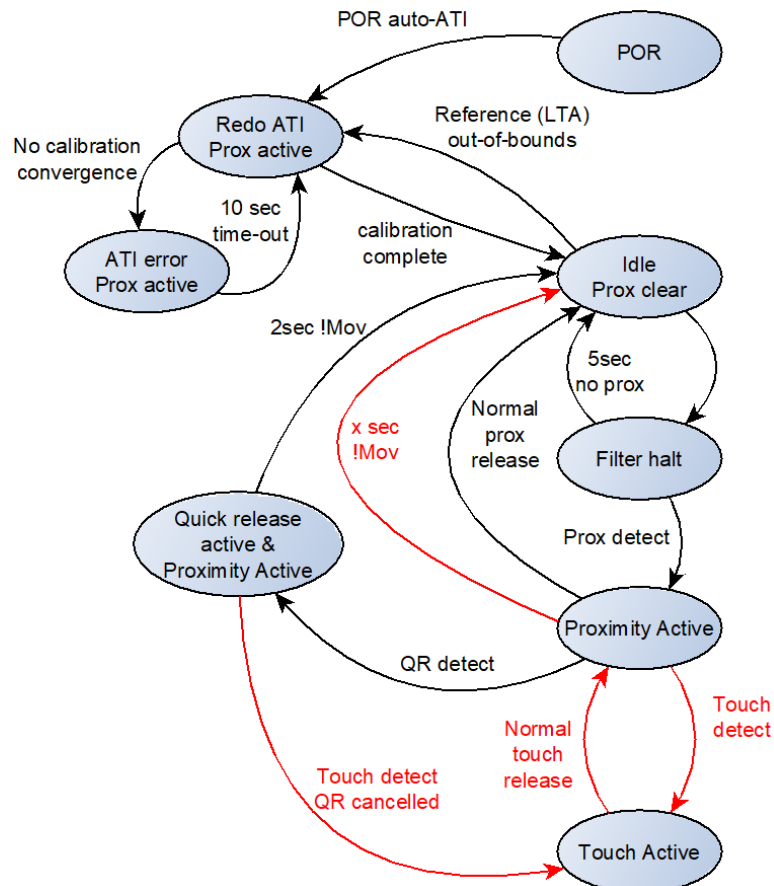 POR auto-ATI
POR
Redo ATI
Prox active
Reference (LTA)
out-of-bounds
No calibration
convergence
10 sec
time-out
calibration
complete
ATI error
Prox active
Idle
Prox clear
2sec !Mov
5sec
no prox
x sec
!Mov
Normal
prox
release
Filter halt
Quick release
active &
Proximity Active
Prox detect
Proximity Active
QR detect
Touch
detect
Normal
touch
release
Touch detect
QR cancelled
Touch Active